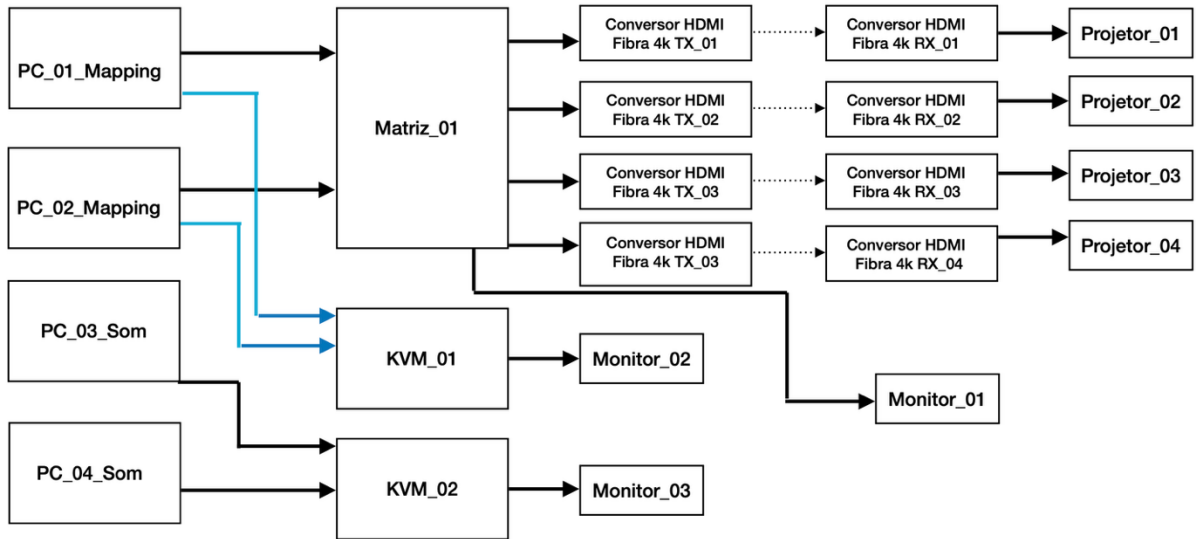 PC_01_Mapping
Matriz_01
Conversor HDMI
Fibra 4k TX_01
Conversor HDMI
Fibra 4k RX_01
Projetor_01
Conversor HDMI
Fibra 4k TX_02
Conversor HDMI
Fibra 4k RX_02
Projetor_02
PC_02_Mapping
Conversor HDMI
Fibra 4k TX_03
Conversor HDMI
Fibra 4k RX_03
Projetor_03
Conversor HDMI
Fibra 4k TX_03
Conversor HDMI
Fibra 4k RX_04
Projetor_04
PC_03_Som
KVM_01
Monitor_02
Monitor_01
PC_04_Som
KVM_02
Monitor_03